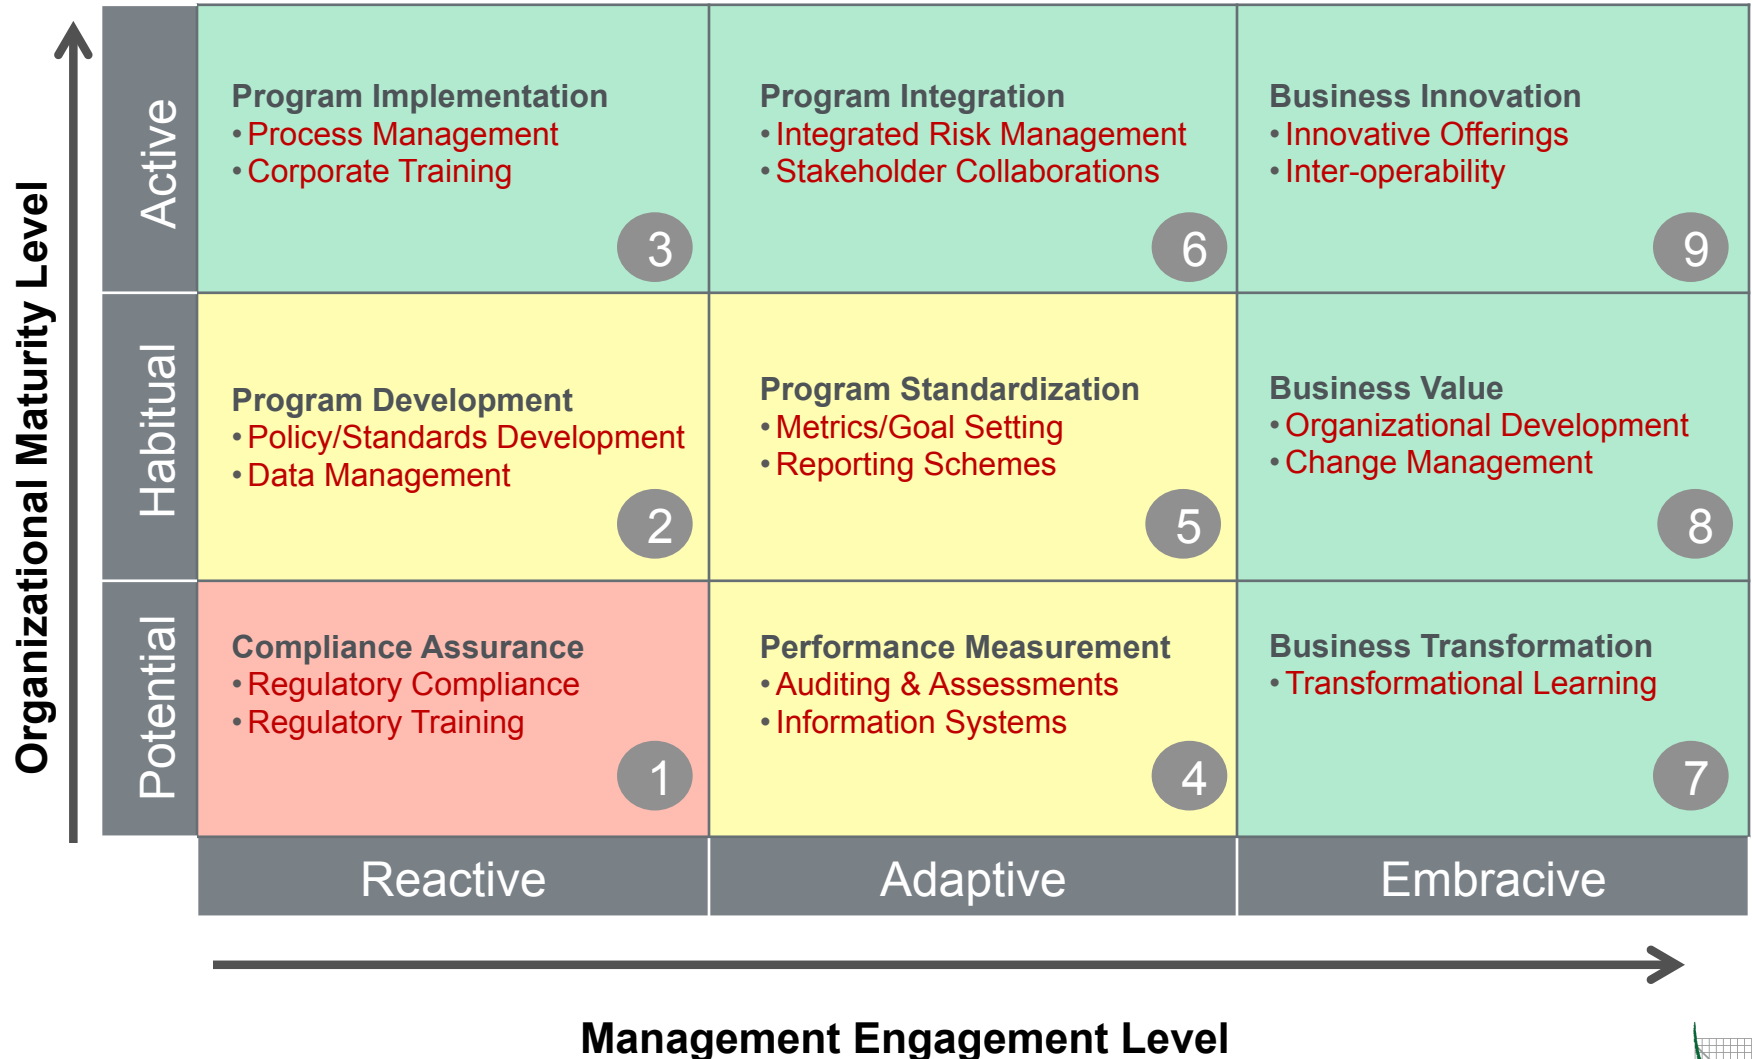 Organizational Maturity Level
Active
Program Implementation
• Process Management
• Corporate Training
3
Program Integration
• Integrated Risk Management
• Stakeholder Collaborations
6
Business Innovation
• Innovative Offerings
• Inter-operability
9
Habitual
Program Development
• Policy/Standards Development
• Data Management
2
Program Standardization
• Metrics/Goal Setting
• Reporting Schemes
5
Business Value
• Organizational Development
• Change Management
8
Potential
Compliance Assurance
• Regulatory Compliance
• Regulatory Training
1
Performance Measurement
• Auditing & Assessments
• Information Systems
4
Business Transformation
• Transformational Learning
7
Reactive
Adaptive
Embracive
Management Engagement Level